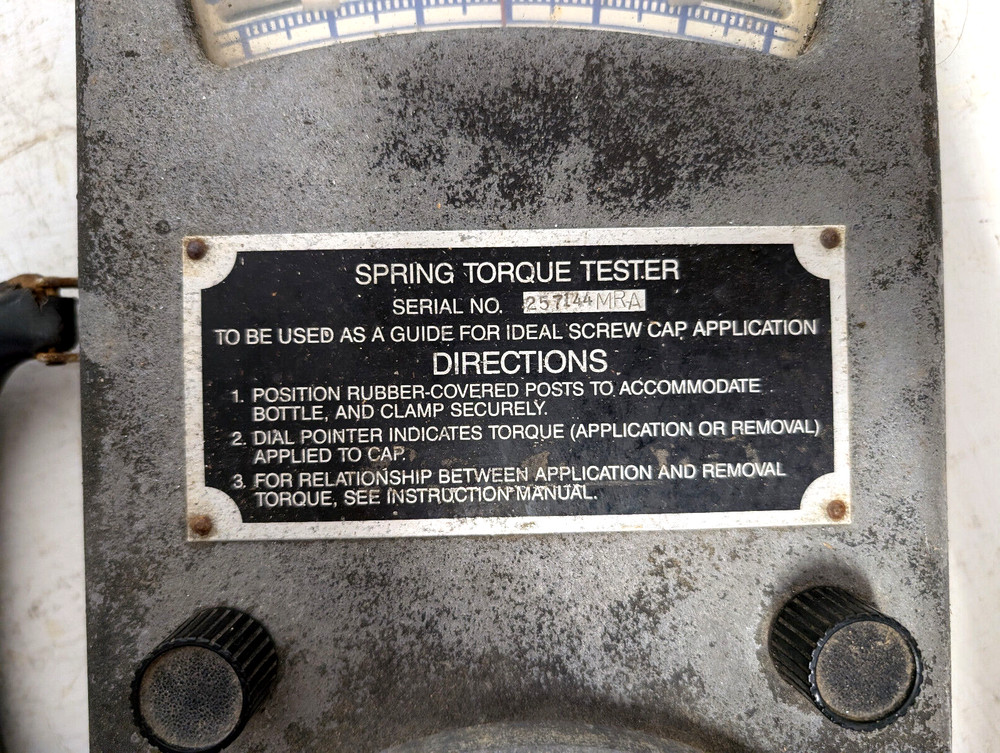 SPRING TORQUE TESTER
SERIAL NO. 257144MRA
TO BE USED AS A GUIDE FOR IDEAL SCREW CAP APPLICATION
DIRECTIONS
1. POSITION RUBBER-COVERED POSTS TO ACCOMMODATE
BOTTLE, AND CLAMP SECURELY.
2. DIAL POINTER INDICATES TORQUE (APPLICATION OR REMOVAL)
APPLIED TO CAP.
3. FOR RELATIONSHIP BETWEEN APPLICATION AND REMOVAL
TORQUE, SEE INSTRUCTION MANUAL.